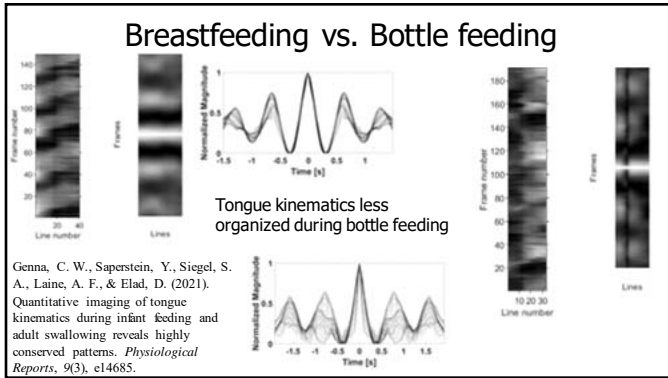 Breastfeeding vs. Bottle feeding
140
120
100
80
60
40
20
Frame number
20 40
Line number
Frames
Lines
Normalized Magnitude
1
0.5
0
-1.5 -1 -0.5 0 0.5 1
Time [s]
Tongue kinematics less
organized during bottle feeding
Genna, C. W., Saperstein, Y., Siegel, S.
A., Laine, A. F., & Elad, D. (2021).
Quantitative imaging of tongue
kinematics during infant feeding and
adult swallowing reveals highly
conserved patterns. Physiological
Reports, 9(3), e14685.
Normalized Magnitude
1
0.5
0
-1.5 -1 -0.5 0 0.5 1 1.5
Time [s]
180
160
140
120
100
80
60
40
20
Frame number
10 20 30
Line number
Frames
Lines